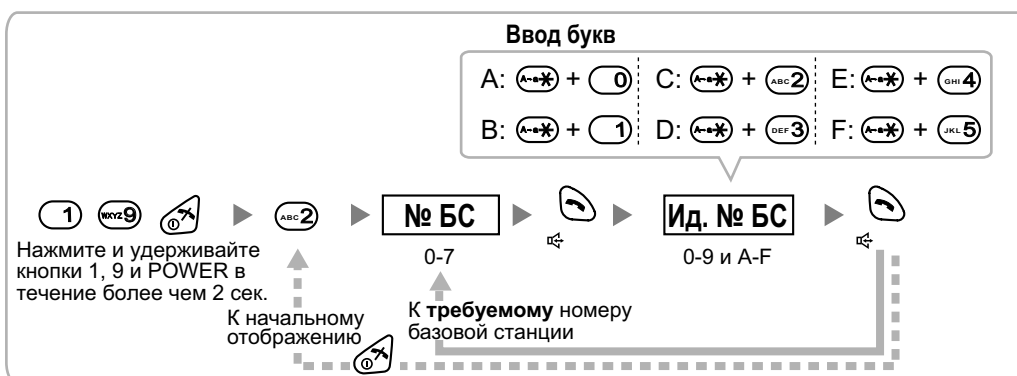 Ввод букв
A: A-a✱ + 0 C: A-a✱ + ABC2 E: A-a✱ + GHI4
B: A-a✱ + 1 D: A-a✱ + DEF3 F: A-a✱ + JKL5
1 WXYZ9 ABC2 № БС Ид. № БС
0-7 0-9 и A-F
Нажмите и удерживайте
кнопки 1, 9 и POWER в
течение более чем 2 сек.
К начальному
отображению
К требуемому номеру
базовой станции